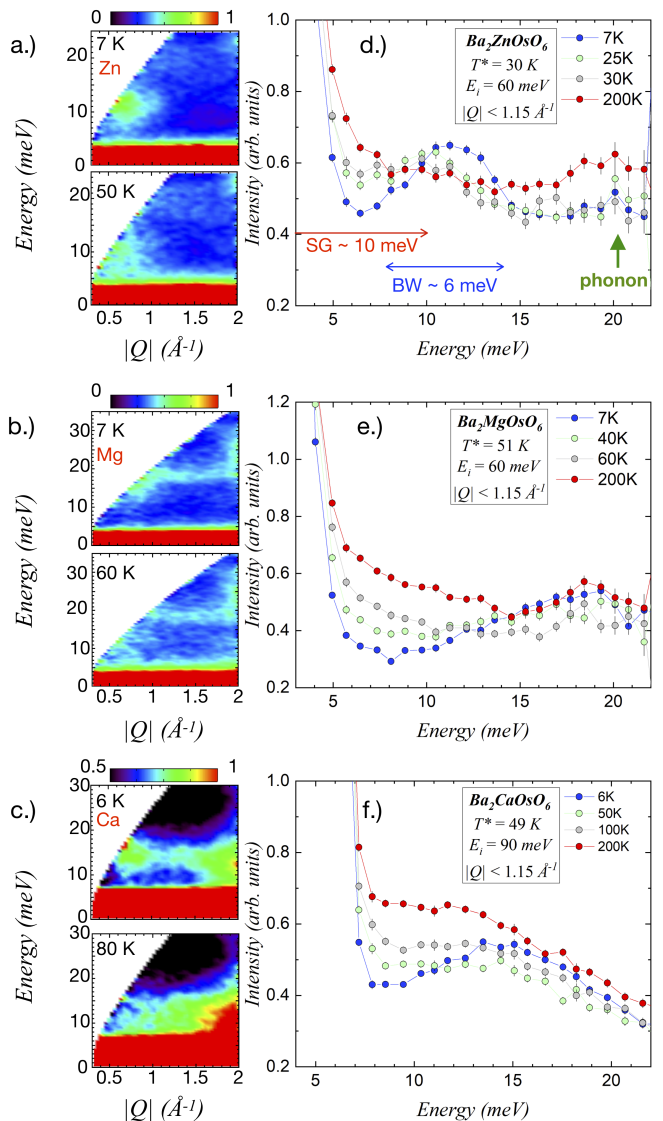 a.)
0 1
7 K
Zn
25
20
15
10
5
0
50 K
20
15
10
5
0
Energy (meV)
0.5 1 1.5 2
|Q| (Å-1)
d.)
Ba2ZnOsO6
T* = 30 K
Ei = 60 meV
|Q| < 1.15 Å-1
7K
25K
30K
200K
1.0
0.8
0.6
0.4
0.2
Intensity (arb. units)
SG ~ 10 meV
BW ~ 6 meV
phonon
5 10 15 20
Energy (meV)
b.)
0 1
7 K
Mg
30
20
10
0
60 K
30
20
10
0
Energy (meV)
0.5 1 1.5 2
|Q| (Å-1)
e.)
Ba2MgOsO6
T* = 51 K
Ei = 60 meV
|Q| < 1.15 Å-1
7K
40K
60K
200K
1.2
1.0
0.8
0.6
0.4
0.2
Intensity (arb. units)
5 10 15 20
Energy (meV)
c.)
0.5 1
6 K
Ca
30
20
10
0
80 K
30
20
10
0
Energy (meV)
0.5 1 1.5 2
|Q| (Å-1)
f.)
Ba2CaOsO6
T* = 49 K
Ei = 90 meV
|Q| < 1.15 Å-1
6K
50K
100K
200K
1.0
0.8
0.6
0.4
0.2
Intensity (arb. units)
5 10 15 20
Energy (meV)